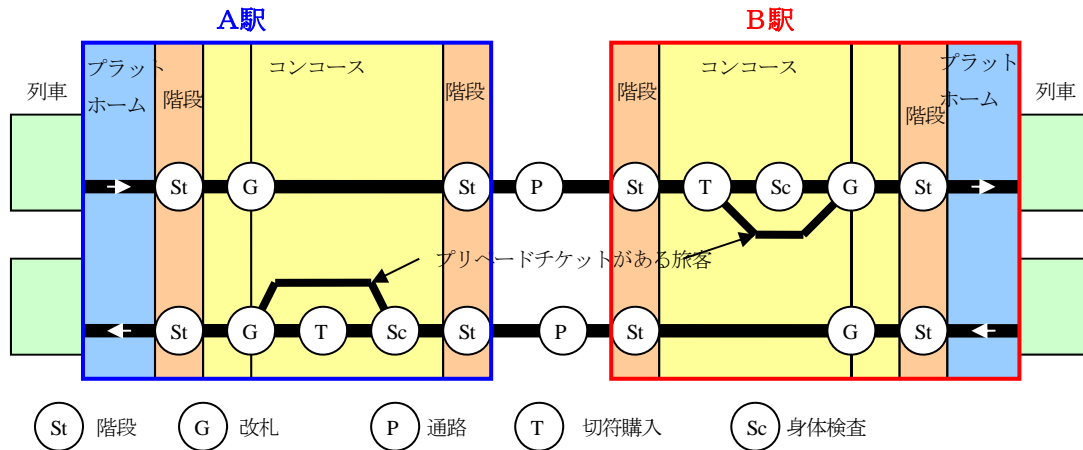 A駅
B駅
プラット
ホーム
階段
コンコース
階段
列車
階段
コンコース
階段
プラット
ホーム
列車
St
G
St
P
St
T
Sc
G
St
プリペードチケットがある旅客
St
G
T
Sc
St
P
St
G
St
St 階段
G 改札
P 通路
T 切符購入
Sc 身体検査